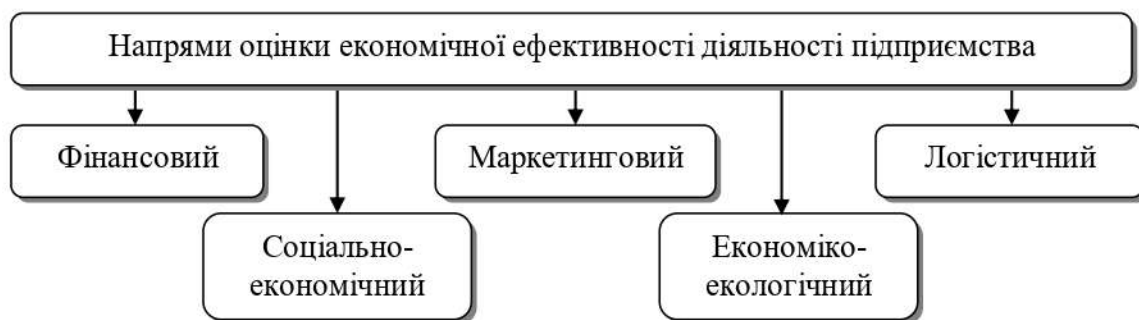 Напрями оцінки економічної ефективності діяльності підприємства
Фінансовий
Маркетинговий
Логістичний
Соціально-
економічний
Економіко-
екологічний